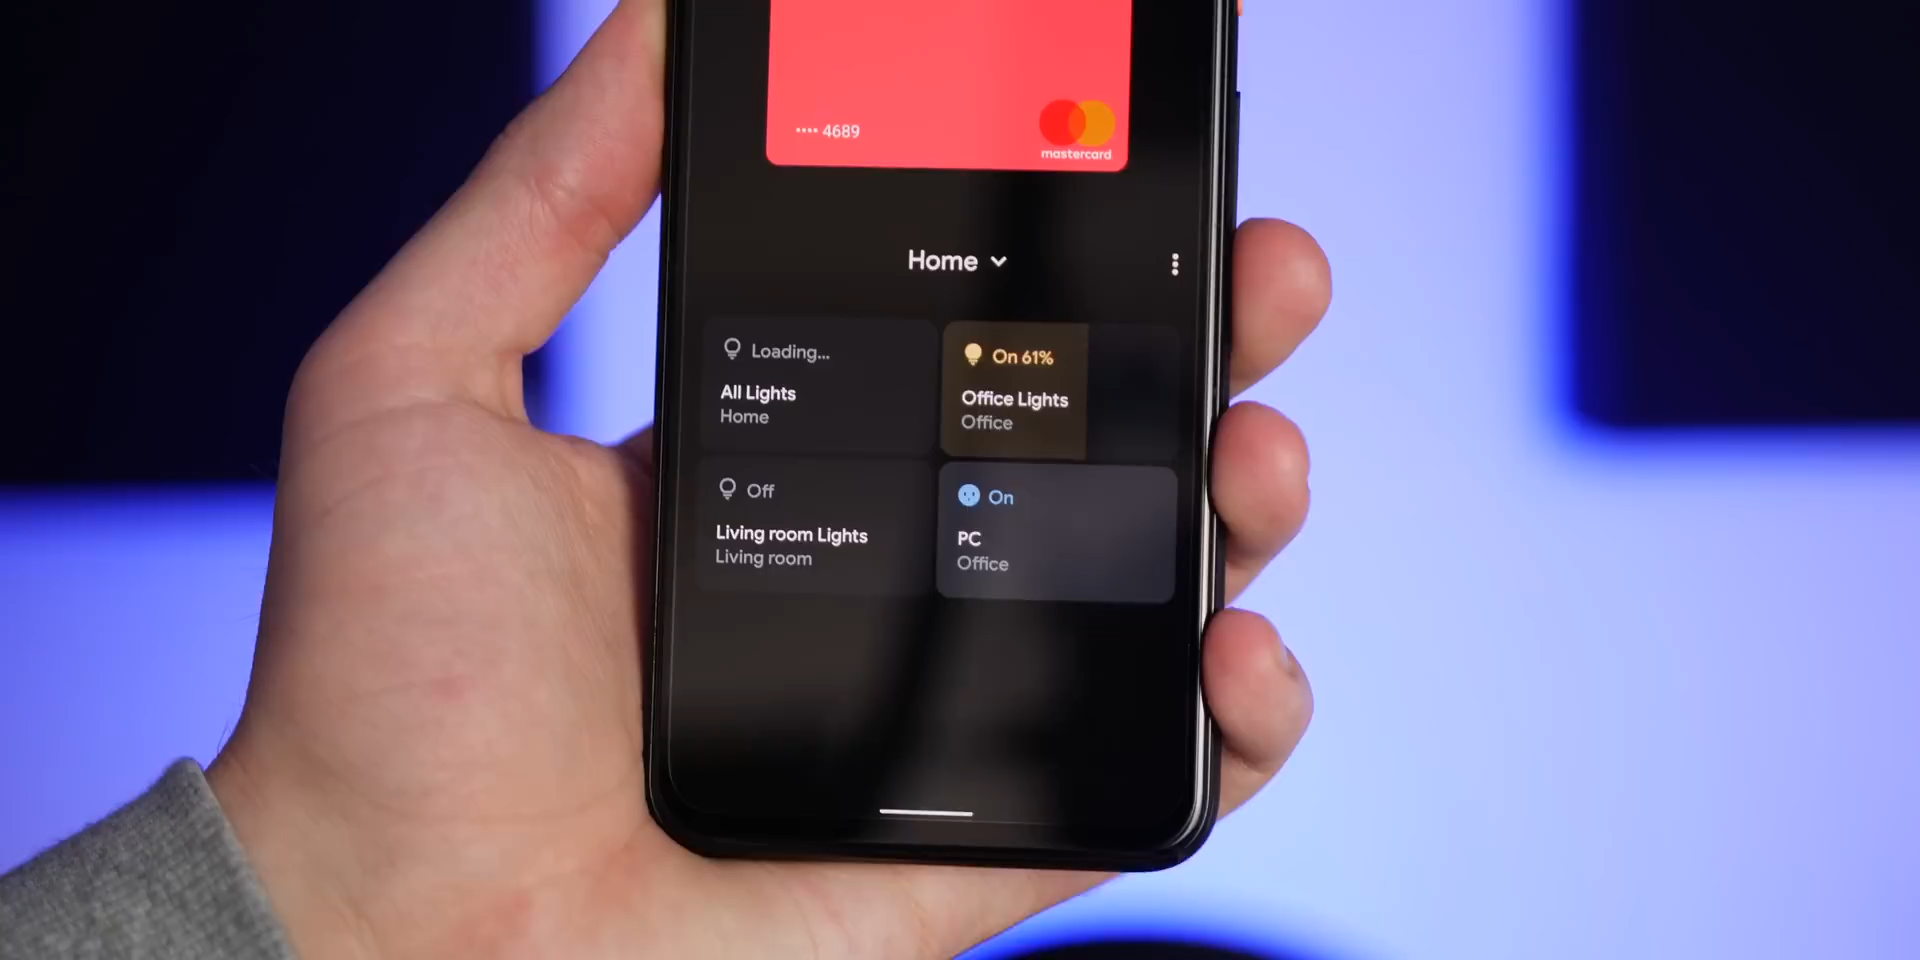 •••• 4689
mastercard
Home
Loading...
All Lights
Home
On 61%
Office Lights
Office
Off
Living room Lights
Living room
On
PC
Office